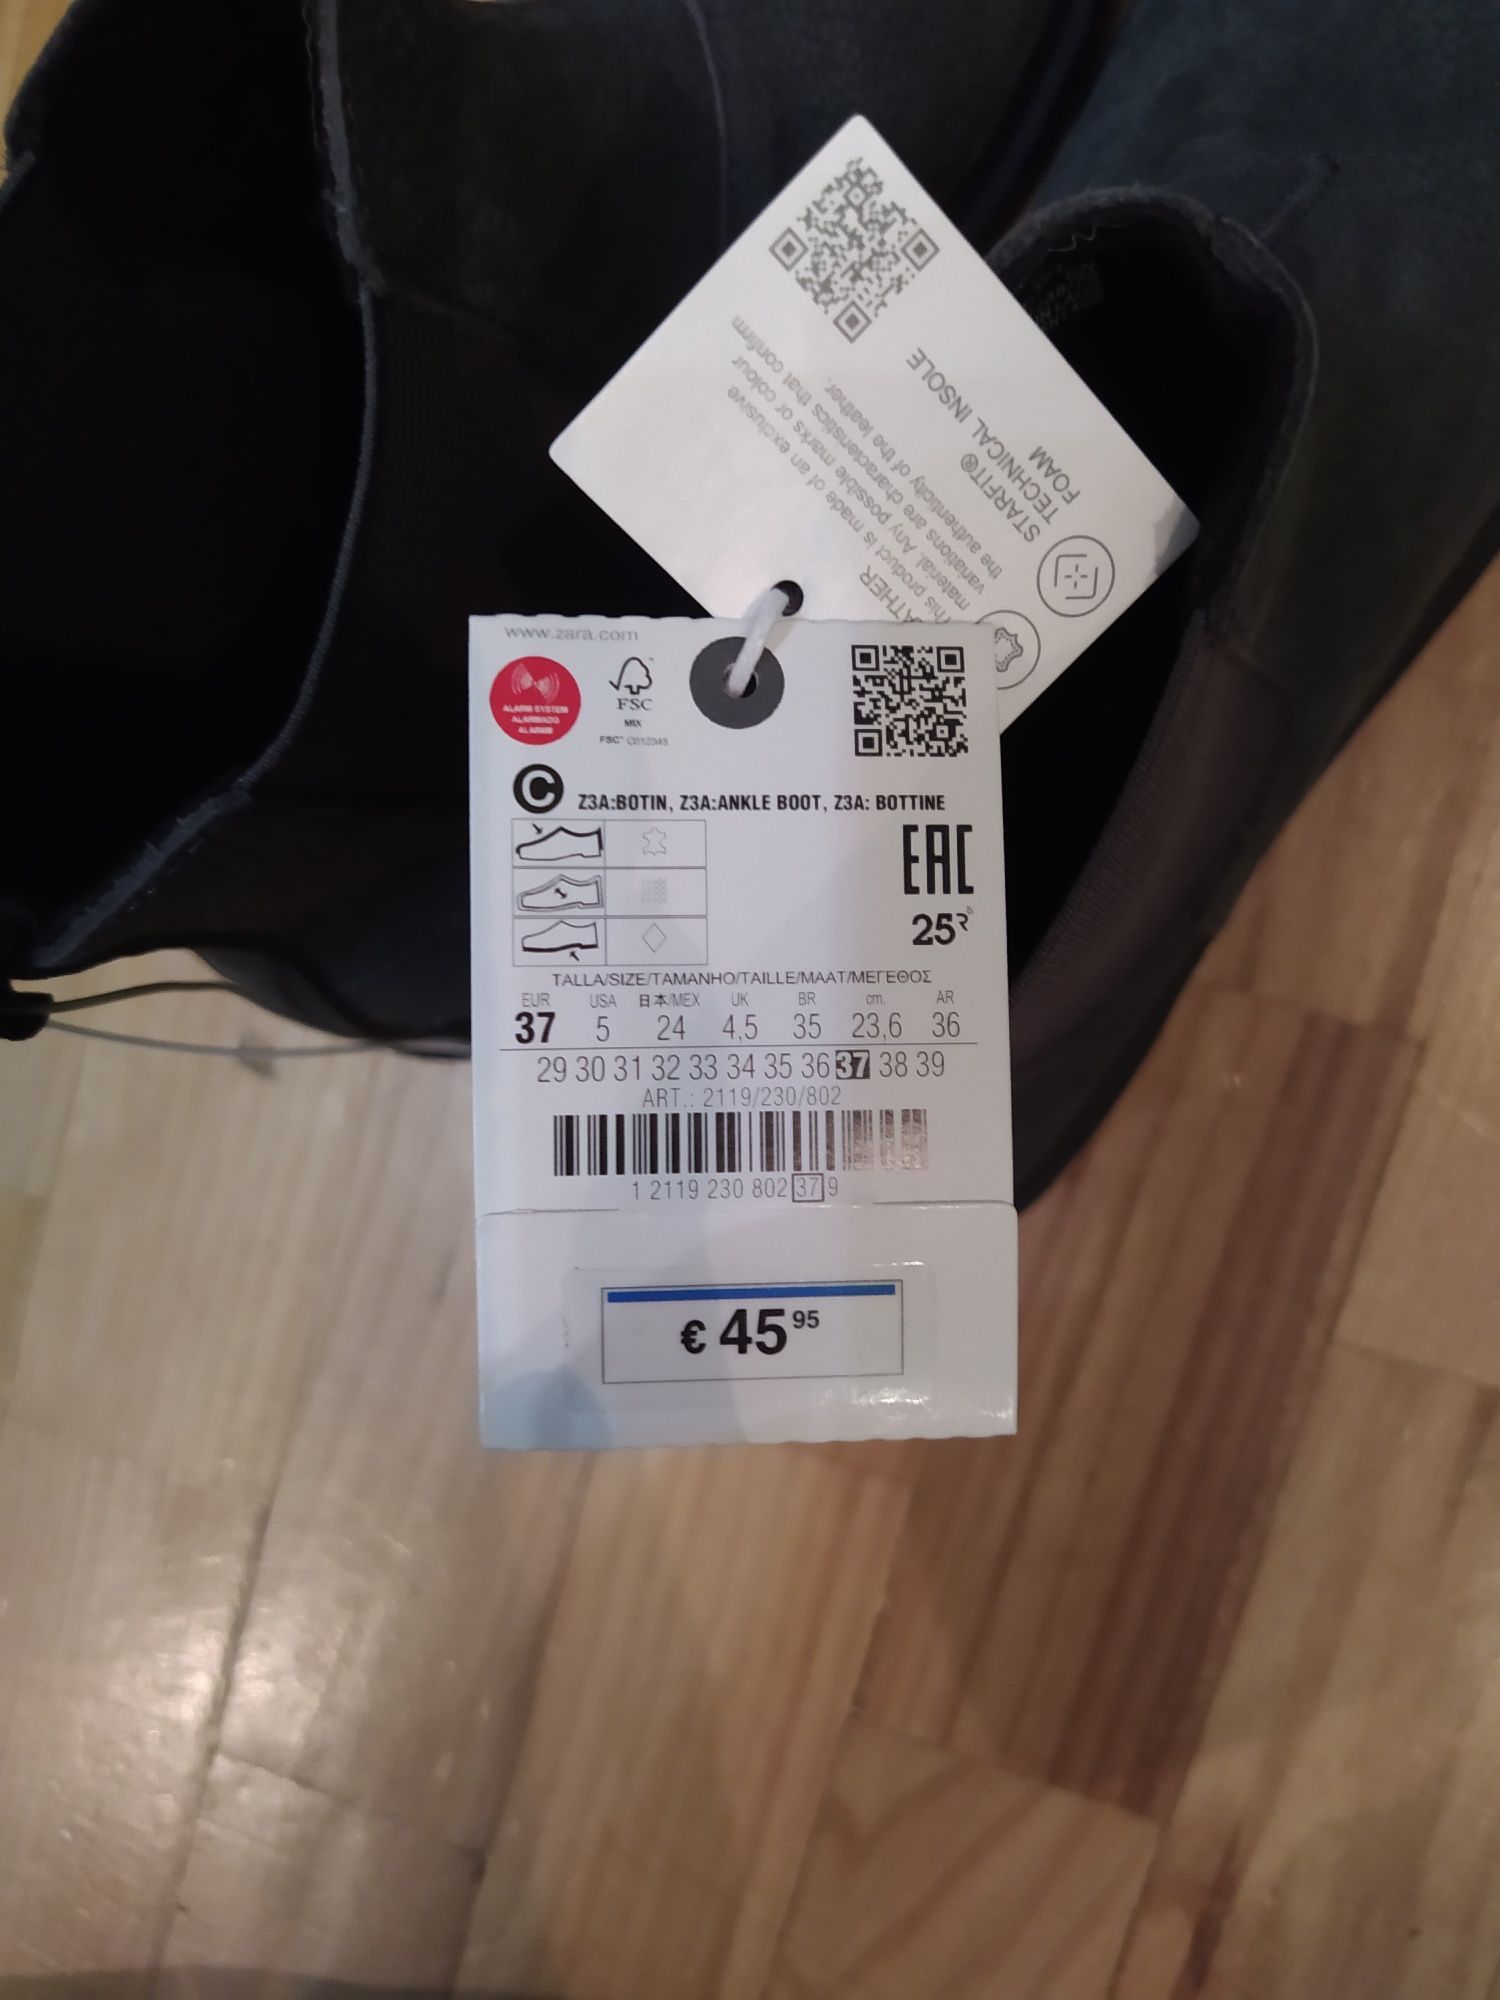 STARFIT®
TECHNICAL INSOLE
FOAM
This product is made of an exclusive
material. Any possible marks or colour
variations are characteristics that confirm
the authenticity of the leather.
www.zara.com
ALARM SYSTEM
ALARMADO
ALARME
FSC
MIX
FSC™ C012345
C
Z3A:BOTIN, Z3A:ANKLE BOOT, Z3A: BOTTINE
EAC
25
TALLA/SIZE/TAMANHO/TAILLE/MAAT/ΜΕΓΕΘΟΣ
EUR USA 日本/MEX UK BR cm. AR
37 5 24 4,5 35 23,6 36
29 30 31 32 33 34 35 36 37 38 39
ART.: 2119/230/802
1 2119 230 802 37 9
€ 45 95